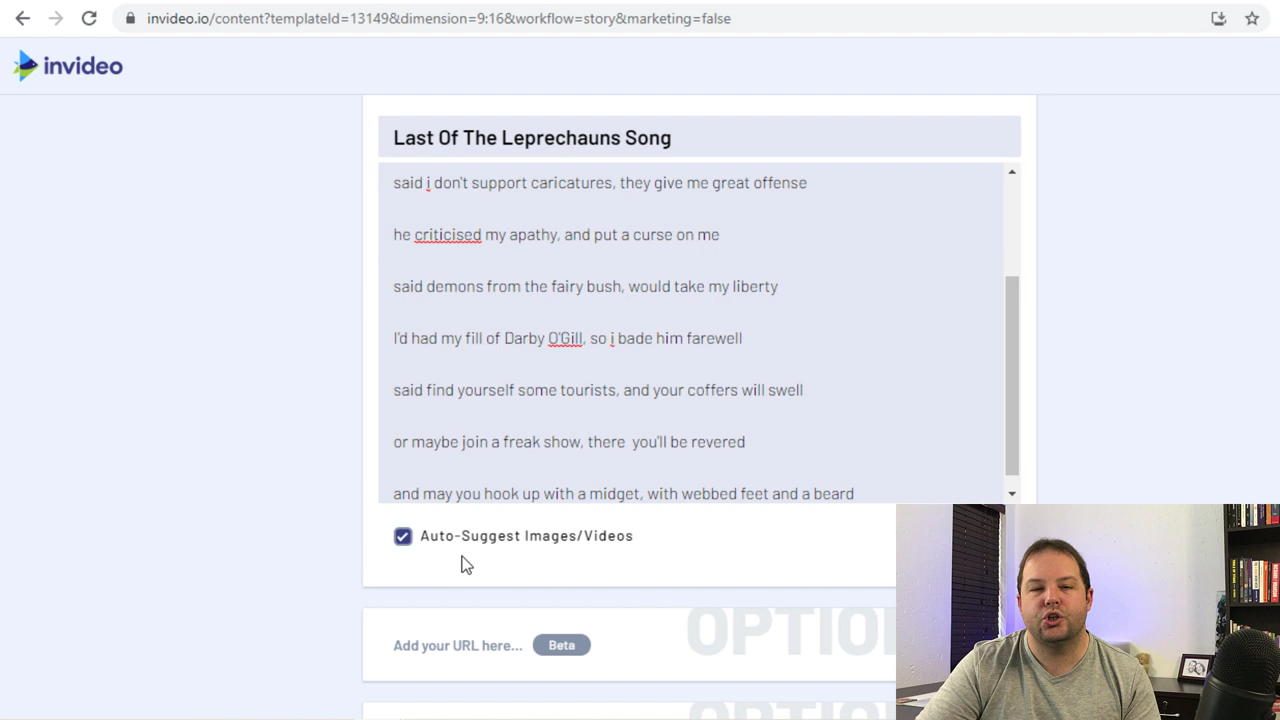 invideo.io/content?templateId=13149&dimension=9:16&workflow=story&marketing=false
invideo
Last Of The Leprechauns Song
said i don't support caricatures, they give me great offense
he criticised my apathy, and put a curse on me
said demons from the fairy bush, would take my liberty
I'd had my fill of Darby O'Gill, so i bade him farewell
said find yourself some tourists, and your coffers will swell
or maybe join a freak show, there  you'll be revered
and may you hook up with a midget, with webbed feet and a beard
Auto-Suggest Images/Videos
OPTION
Add your URL here... Beta